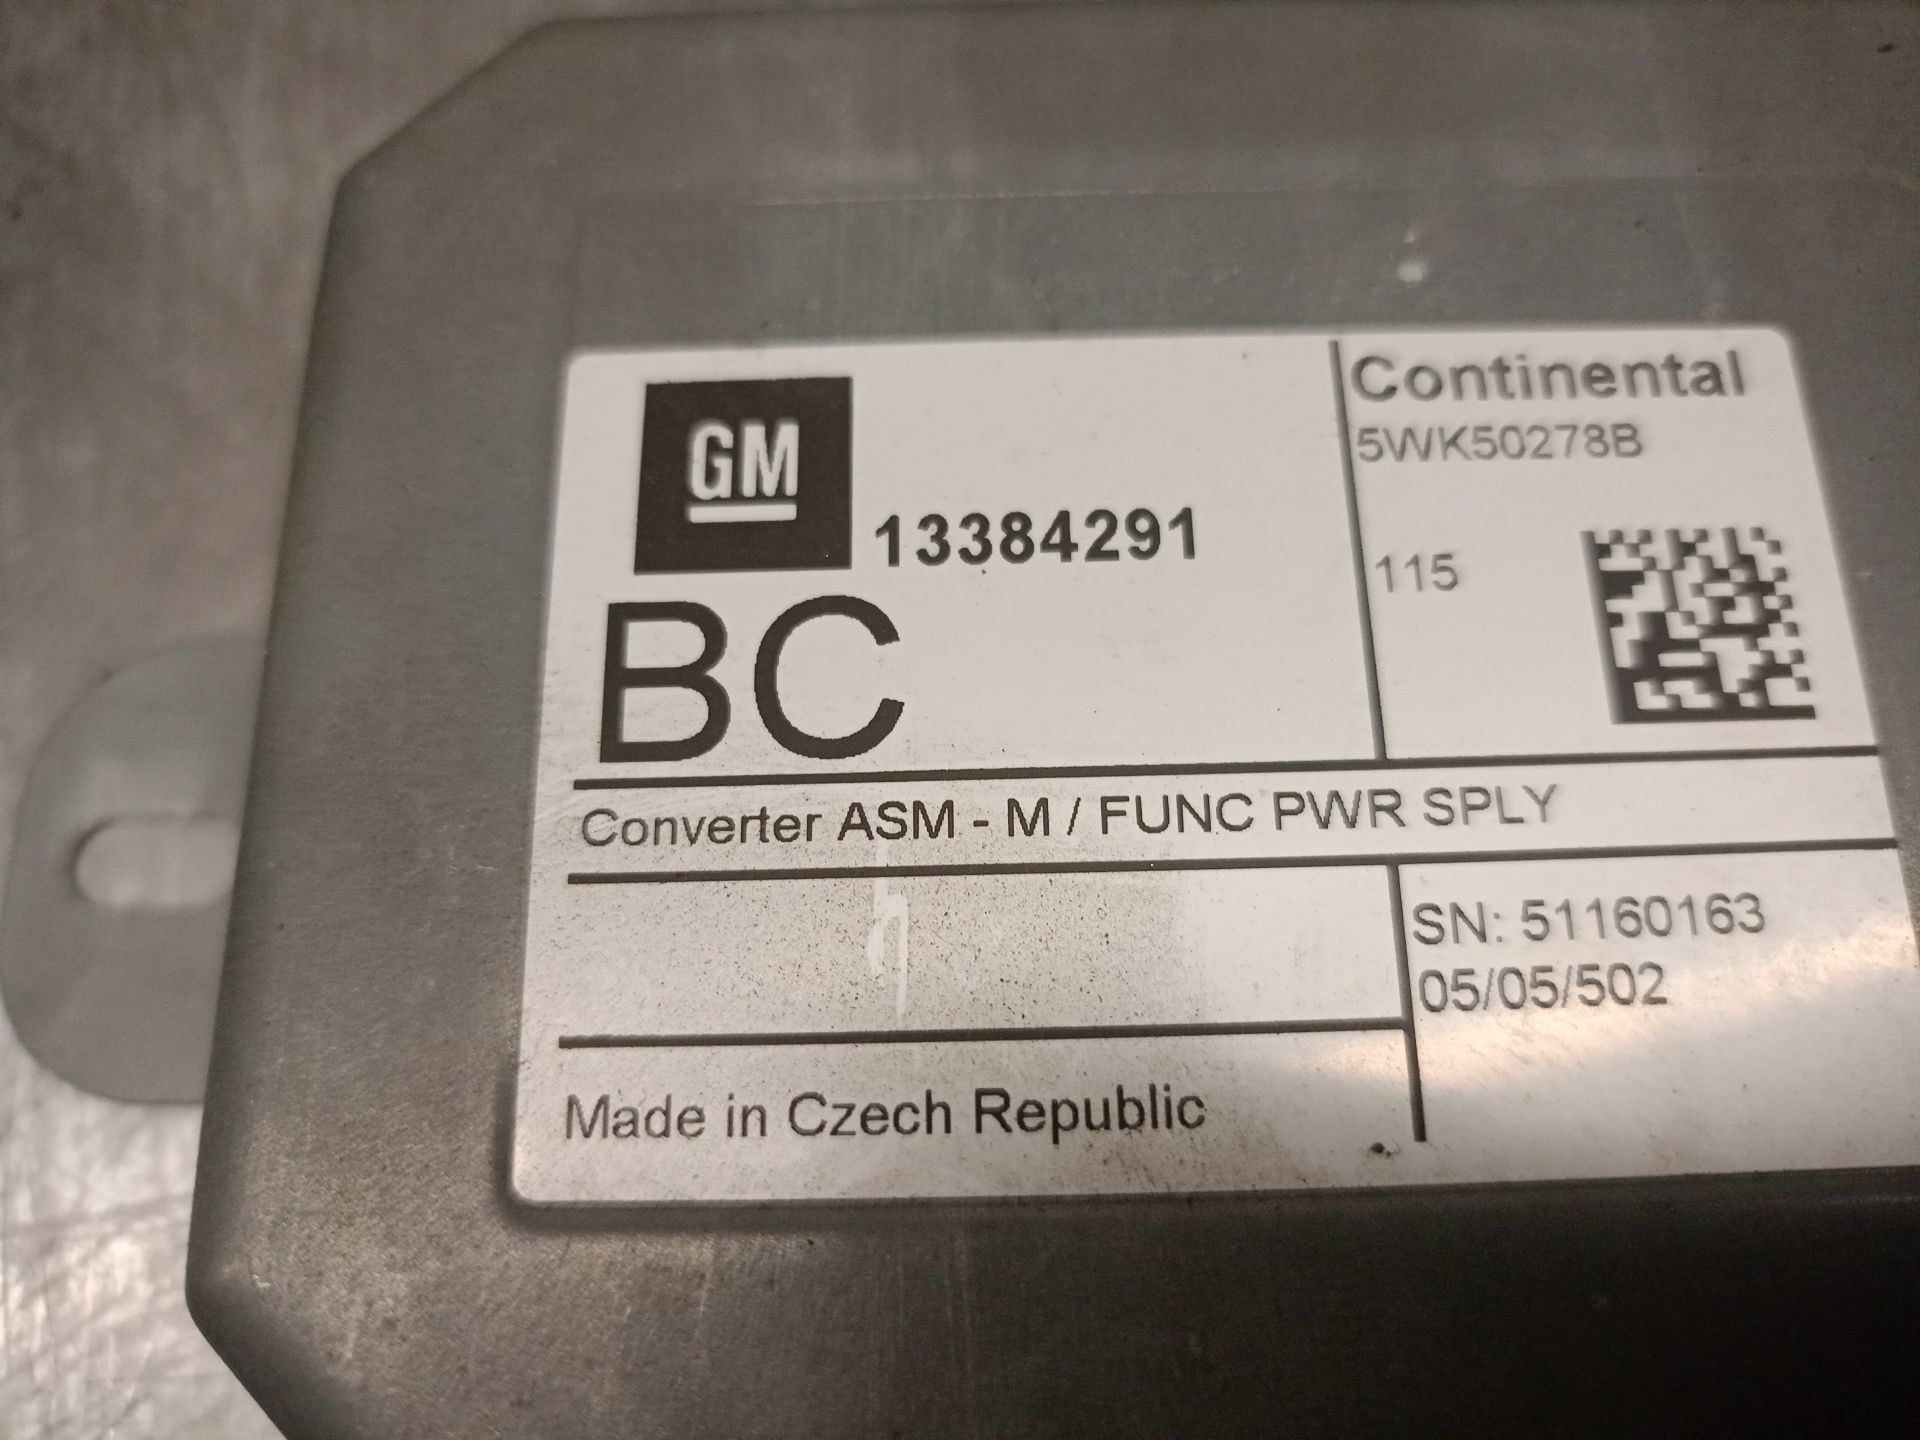 GM
13384291
BC
Continental
5WK50278B
115
Converter ASM - M / FUNC PWR SPLY
SN: 51160163
05/05/502
Made in Czech Republic